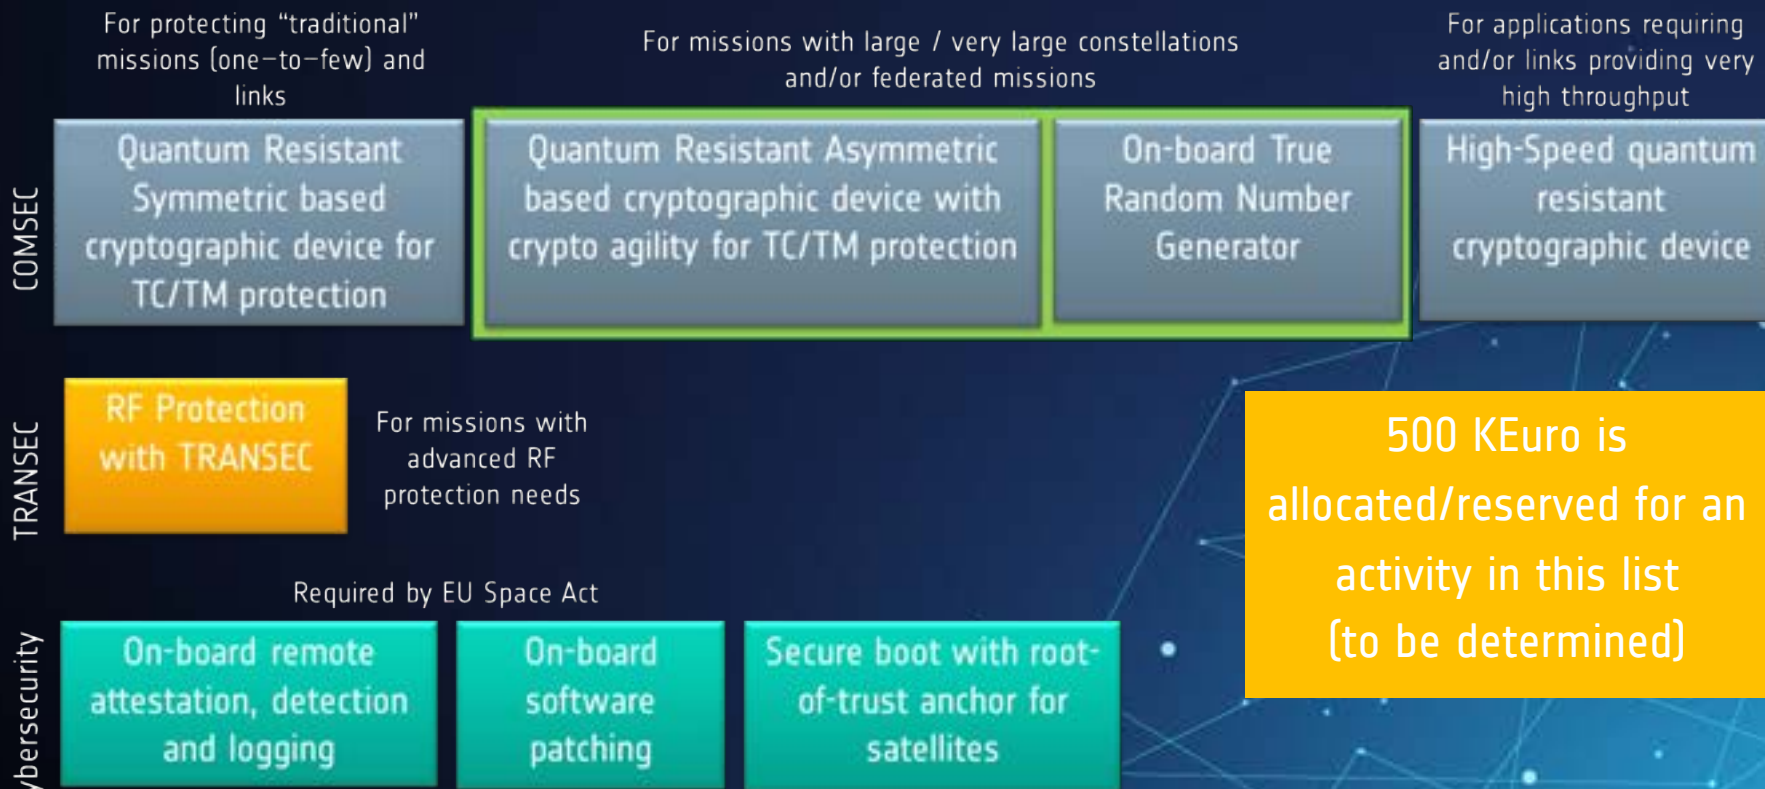 For protecting “traditional”
missions (one-to-few) and
links
For missions with large / very large constellations
and/or federated missions
For applications requiring
and/or links providing very
high throughput
COMSEC
Quantum Resistant
Symmetric based
cryptographic device for
TC/TM protection
Quantum Resistant Asymmetric
based cryptographic device with
crypto agility for TC/TM protection
On-board True
Random Number
Generator
High-Speed quantum
resistant
cryptographic device
TRANSEC
RF Protection
with TRANSEC
For missions with
advanced RF
protection needs
500 KEuro is
allocated/reserved for an
activity in this list
(to be determined)
Required by EU Space Act
ybersecurity
On-board remote
attestation, detection
and logging
On-board
software
patching
Secure boot with root-
of-trust anchor for
satellites